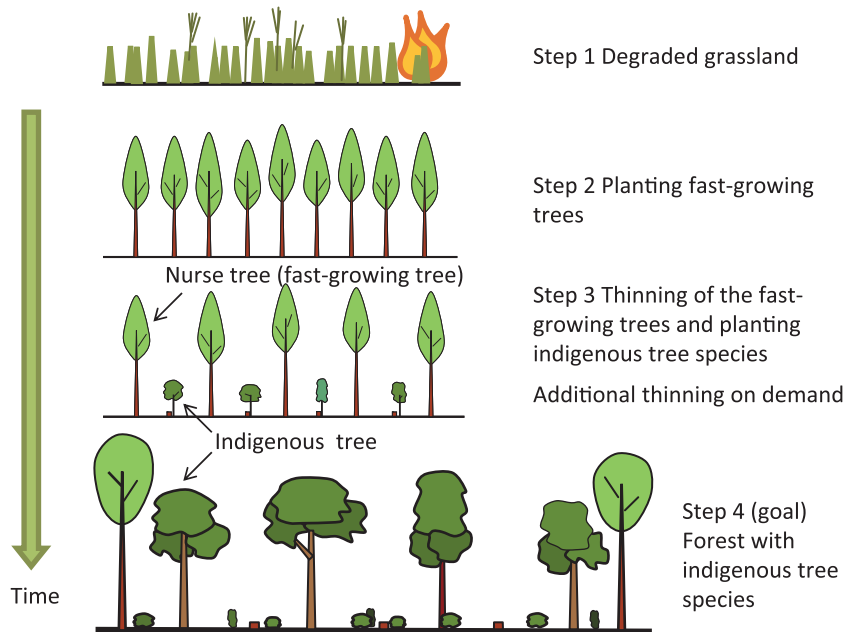 Step 1 Degraded grassland
Step 2 Planting fast-growing
trees
Nurse tree (fast-growing tree)
Step 3 Thinning of the fast-
growing trees and planting
indigenous tree species
Additional thinning on demand
Indigenous tree
Step 4 (goal)
Forest with
indigenous tree
species
Time